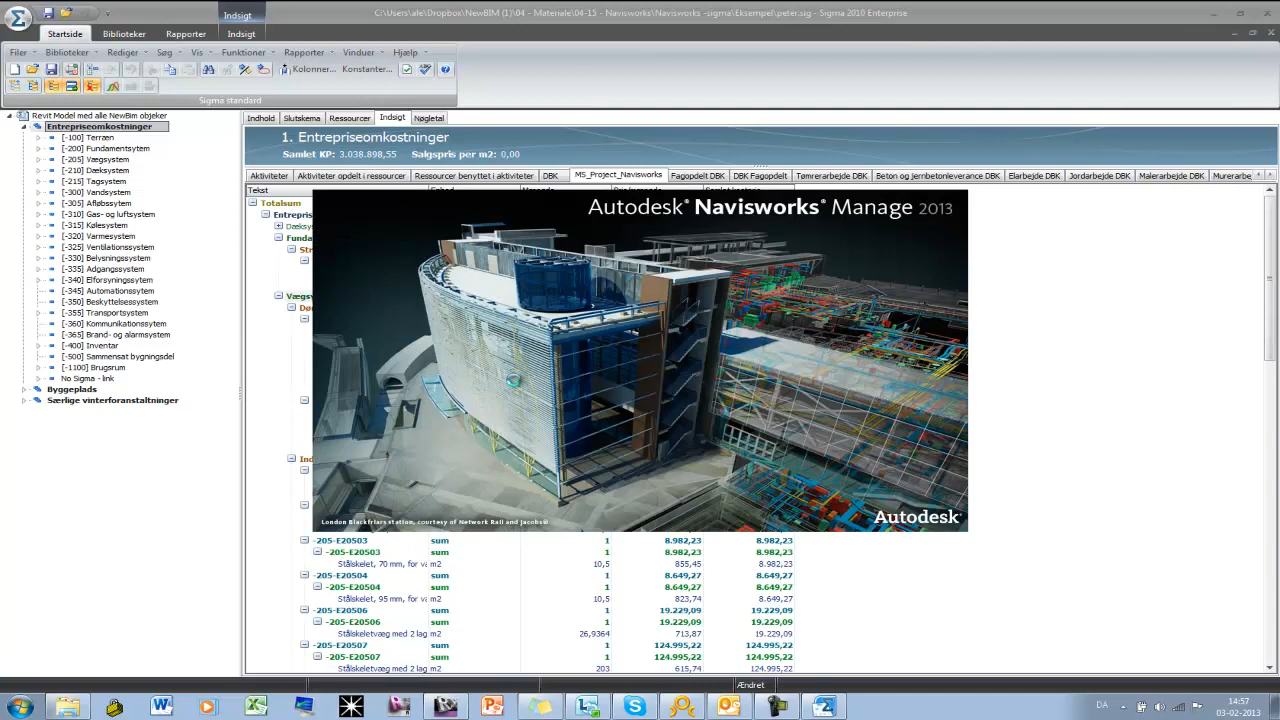 Indsigt
C:\Users\ale\Dropbox\NewBIM (1)\04 - Materiale\04-15 - Navisworks\Navisworks -sigma\Eksempel\peter.sig - Sigma 2010 Enterprise
Startside Biblioteker Rapporter Indsigt
Filer Biblioteker Rediger Søg Vis Funktioner Rapporter Vinduer Hjælp
Kolonner... Konstanter...
Sigma standard
Revit Model med alle NewBim objeker
Entrepriseomkostninger
[-100] Terræn
[-200] Fundamentsytem
[-205] Vægsystem
[-210] Dæksystem
[-215] Tagsystem
[-300] Vandsystem
[-305] Afløbssytem
[-310] Gas- og luftsystem
[-315] Kølesystem
[-320] Varmesystem
[-325] Ventilationssytem
[-330] Belysningssystem
[-335] Adgangssystem
[-340] Elforsyningssystem
[-345] Automationssystem
[-350] Beskyttelsessystem
[-355] Transportsystem
[-360] Kommunikationssytem
[-365] Brand- og alarmsystem
[-400] Inventar
[-500] Sammensat bygningsdel
[-1100] Brugsrum
No Sigma - link
Byggeplads
Særlige vinterforanstaltninger
Indhold Slutskema Ressourcer Indsigt Nøgletal
1. Entrepriseomkostninger
Samlet KP: 3.038.898,55 Salgspris per m2: 0,00
Aktiviteter Aktiviteter opdelt i ressourcer Ressourcer benyttet i aktiviteter DBK MS_Project_Navisworks Fagopdelt DBK DBK Fagopdelt Tømrerarbejde DBK Beton og jernbetonleverance DBK Elarbejde DBK Jordarbejde DBK Malerarbejde DBK Murerarbe
Tekst
Totalsum
Entrepris
Dæksy
Funda
Str
Vægsy
Dør
Ind
Autodesk® Navisworks® Manage 2013
London Blackfriars station, courtesy of Network Rail and Jacobs®
Autodesk®
-205-E20503 sum 1 8.982,23 8.982,23
-205-E20503 sum 1 8.982,23 8.982,23
Stålskelet, 70 mm, for væ m2 10,5 855,45 8.982,23
-205-E20504 sum 1 8.649,27 8.649,27
-205-E20504 sum 1 8.649,27 8.649,27
Stålskelet, 95 mm, for væ m2 10,5 823,74 8.649,27
-205-E20506 sum 1 19.229,09 19.229,09
-205-E20506 sum 1 19.229,09 19.229,09
Stålskeletvæg med 2 lag m2 26,9364 713,87 19.229,09
-205-E20507 sum 1 124.995,22 124.995,22
-205-E20507 sum 1 124.995,22 124.995,22
Stålskeletvæg med 2 lag m2 203 615,74 124.995,22
Ændret
DA 14:57
03-02-2013